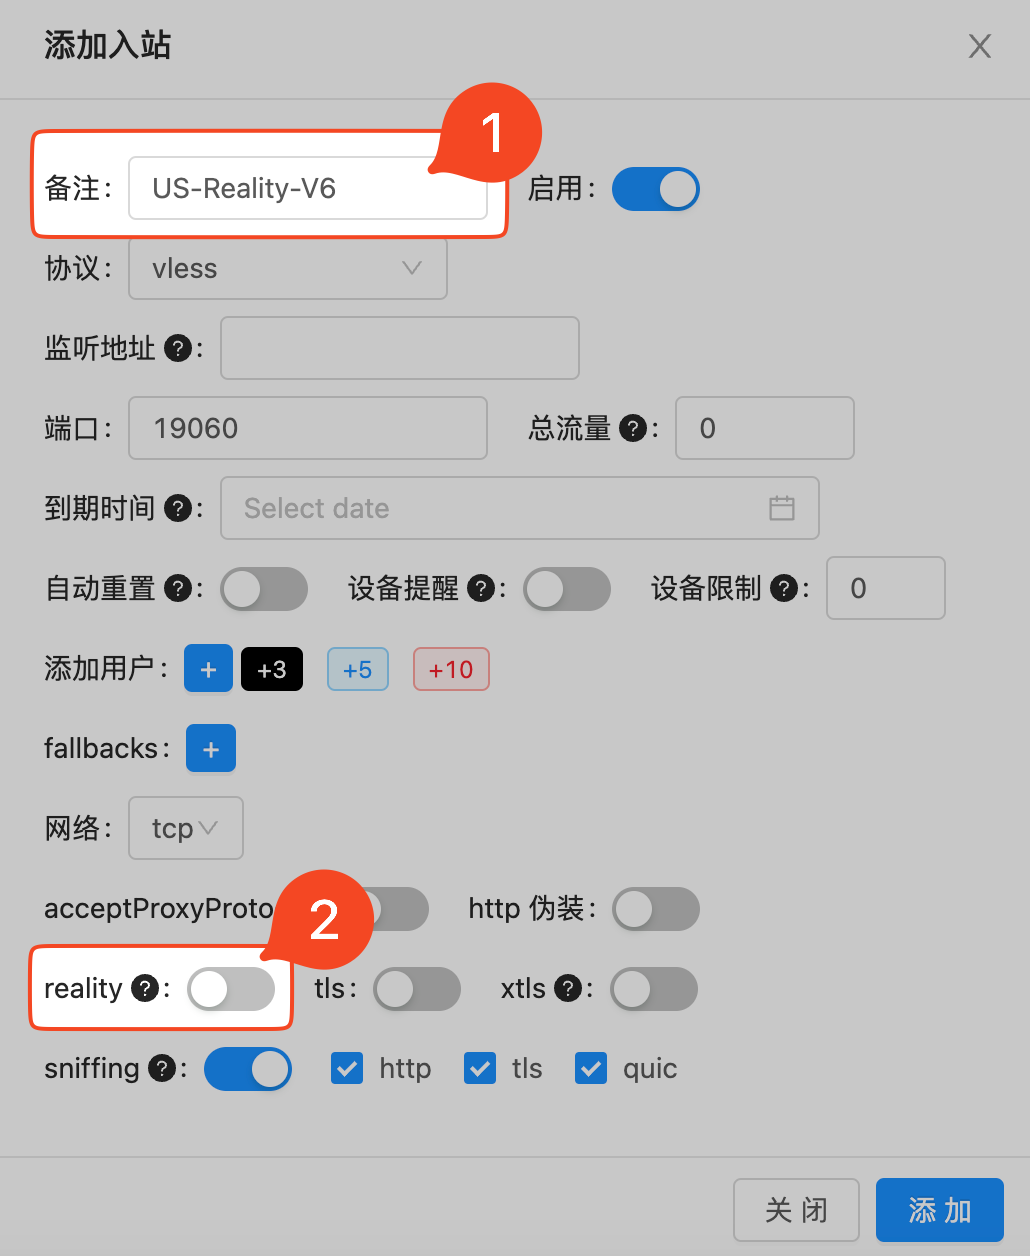 添加入站
1
备注: US-Reality-V6 启用:
协议: vless
监听地址 ?:
端口: 19060 总流量 ?: 0
到期时间 ?: Select date
自动重置 ?: 设备提醒 ?: 设备限制 ?: 0
添加用户: + +3 +5 +10
fallbacks: +
网络: tcp
acceptProxyProto http 伪装:
2
reality ?: tls: xtls ?:
sniffing ?: http tls quic
关 闭 添 加